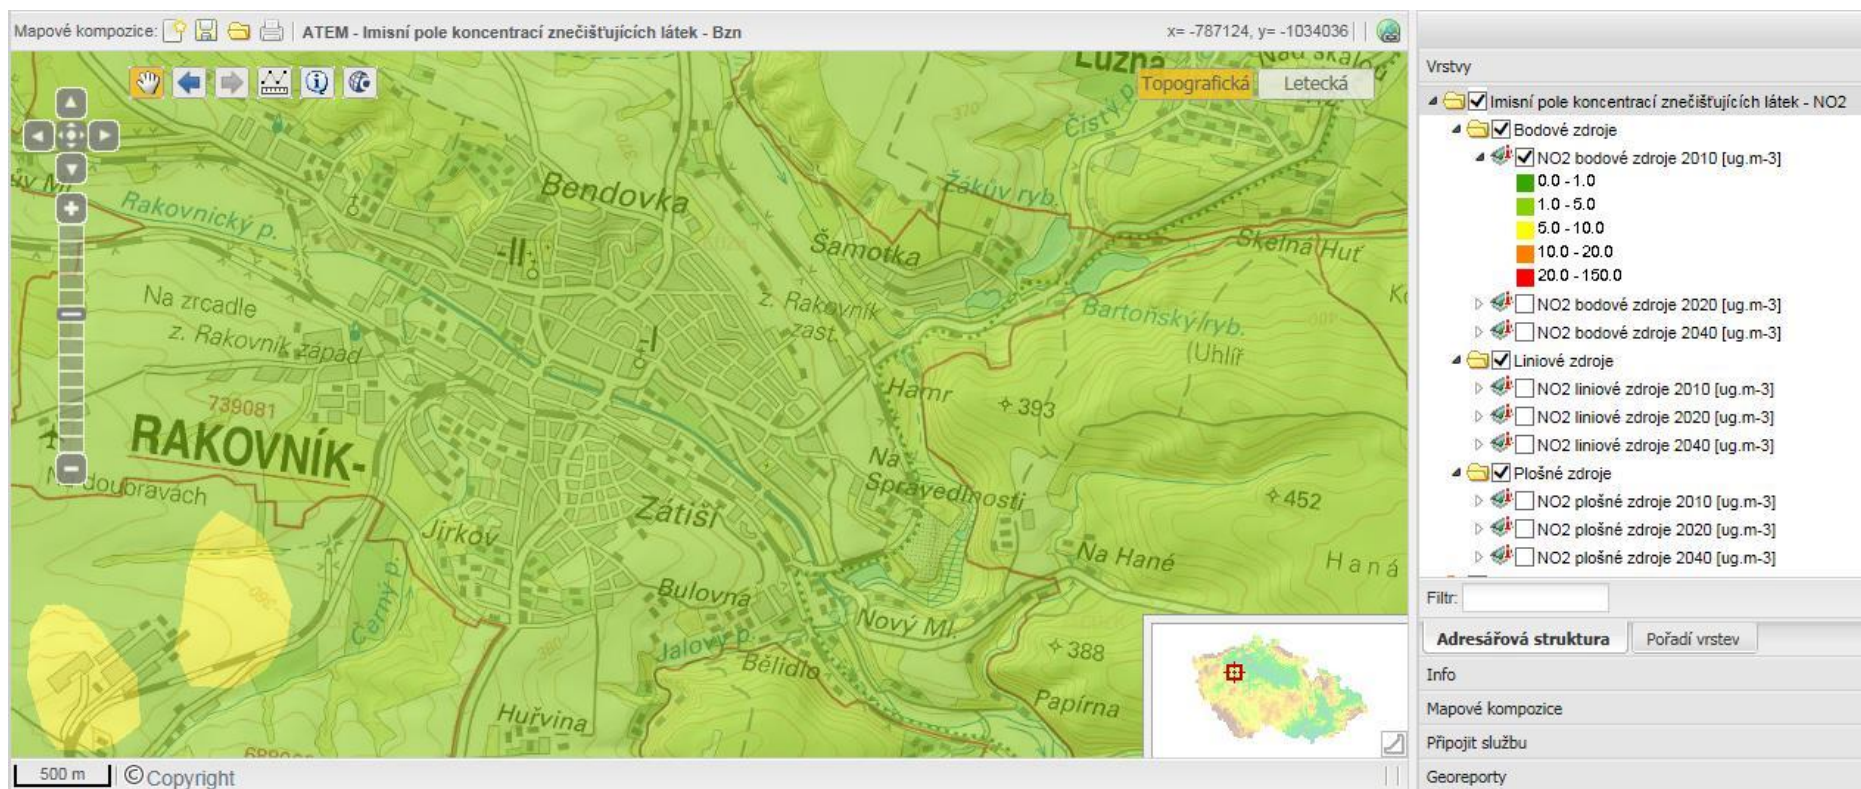 Mapové kompozice:
ATEM - Imisní pole koncentrací znečišťujících látek - Bzn
x= -787124, y= -1034036
Topografická
Letecká
Lužná
Nad skalou
370
370
Čistý p.
Žákův ryb.
Bendovka
Rakovnický p.
-II
Šamotka
Skelná Huť
Na zrcadle
z. Rakovník západ
z. Rakovník
zast.
-I
Bartoňský ryb.
(Uhlíř
Hamr
393
739081
RAKOVNÍK-
Na doubravách
Na
Spravedlnosti
452
Zátiší
Jirkov
Na Hané
Haná
Černý p.
Bulovna
Nový Ml.
Jalový p.
Bělidlo
388
Papírna
Huřvina
500 m
©Copyright
Vrstvy
Imisní pole koncentrací znečišťujících látek - NO2
Bodové zdroje
NO2 bodové zdroje 2010 [ug.m-3]
0.0 - 1.0
1.0 - 5.0
5.0 - 10.0
10.0 - 20.0
20.0 - 150.0
NO2 bodové zdroje 2020 [ug.m-3]
NO2 bodové zdroje 2040 [ug.m-3]
Liniové zdroje
NO2 liniové zdroje 2010 [ug.m-3]
NO2 liniové zdroje 2020 [ug.m-3]
NO2 liniové zdroje 2040 [ug.m-3]
Plošné zdroje
NO2 plošné zdroje 2010 [ug.m-3]
NO2 plošné zdroje 2020 [ug.m-3]
NO2 plošné zdroje 2040 [ug.m-3]
Filtr:
Adresářová struktura
Pořadí vrstev
Info
Mapové kompozice
Připojit službu
Georeporty